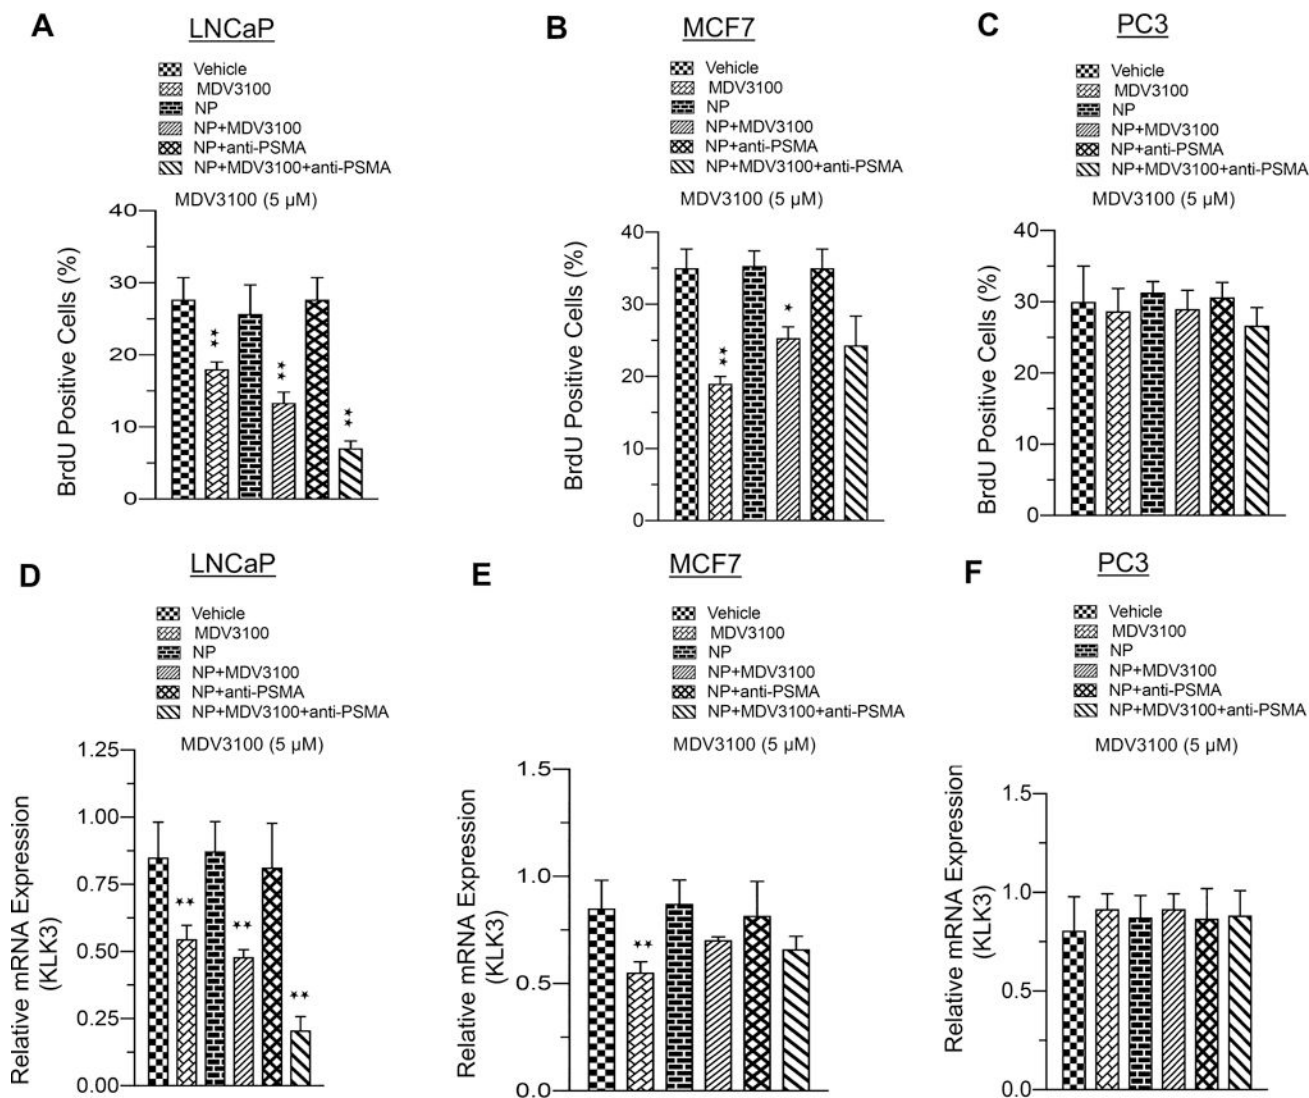 A
LNCaP
Vehicle
MDV3100
NP
NP+MDV3100
NP+anti-PSMA
NP+MDV3100+anti-PSMA
MDV3100 (5 µM)
BrdU Positive Cells (%)
40
30
20
10
0
**
**
**
B
MCF7
Vehicle
MDV3100
NP
NP+MDV3100
NP+anti-PSMA
NP+MDV3100+anti-PSMA
MDV3100 (5 µM)
BrdU Positive Cells (%)
40
30
20
10
0
**
*
C
PC3
Vehicle
MDV3100
NP
NP+MDV3100
NP+anti-PSMA
NP+MDV3100+anti-PSMA
MDV3100 (5 µM)
BrdU Positive Cells (%)
40
30
20
10
0
D
LNCaP
Vehicle
MDV3100
NP
NP+MDV3100
NP+anti-PSMA
NP+MDV3100+anti-PSMA
MDV3100 (5 µM)
Relative mRNA Expression
(KLK3)
1.25
1.00
0.75
0.50
0.25
0.00
**
**
**
E
MCF7
Vehicle
MDV3100
NP
NP+MDV3100
NP+anti-PSMA
NP+MDV3100+anti-PSMA
MDV3100 (5 µM)
Relative mRNA Expression
(KLK3)
1.5
1.0
0.5
0.0
**
F
PC3
Vehicle
MDV3100
NP
NP+MDV3100
NP+anti-PSMA
NP+MDV3100+anti-PSMA
MDV3100 (5 µM)
Relative mRNA Expression
(KLK3)
1.5
1.0
0.5
0.0